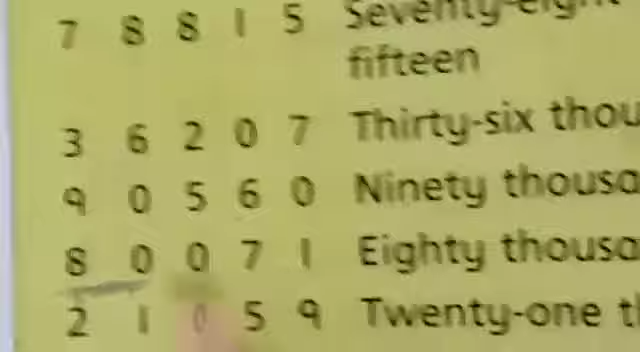 7 8 8 1 5 Seventy-eight
fifteen
3 6 2 0 7 Thirty-six thou
9 0 5 6 0 Ninety thousa
8 0 0 7 1 Eighty thousa
2 1 0 5 9 Twenty-one t